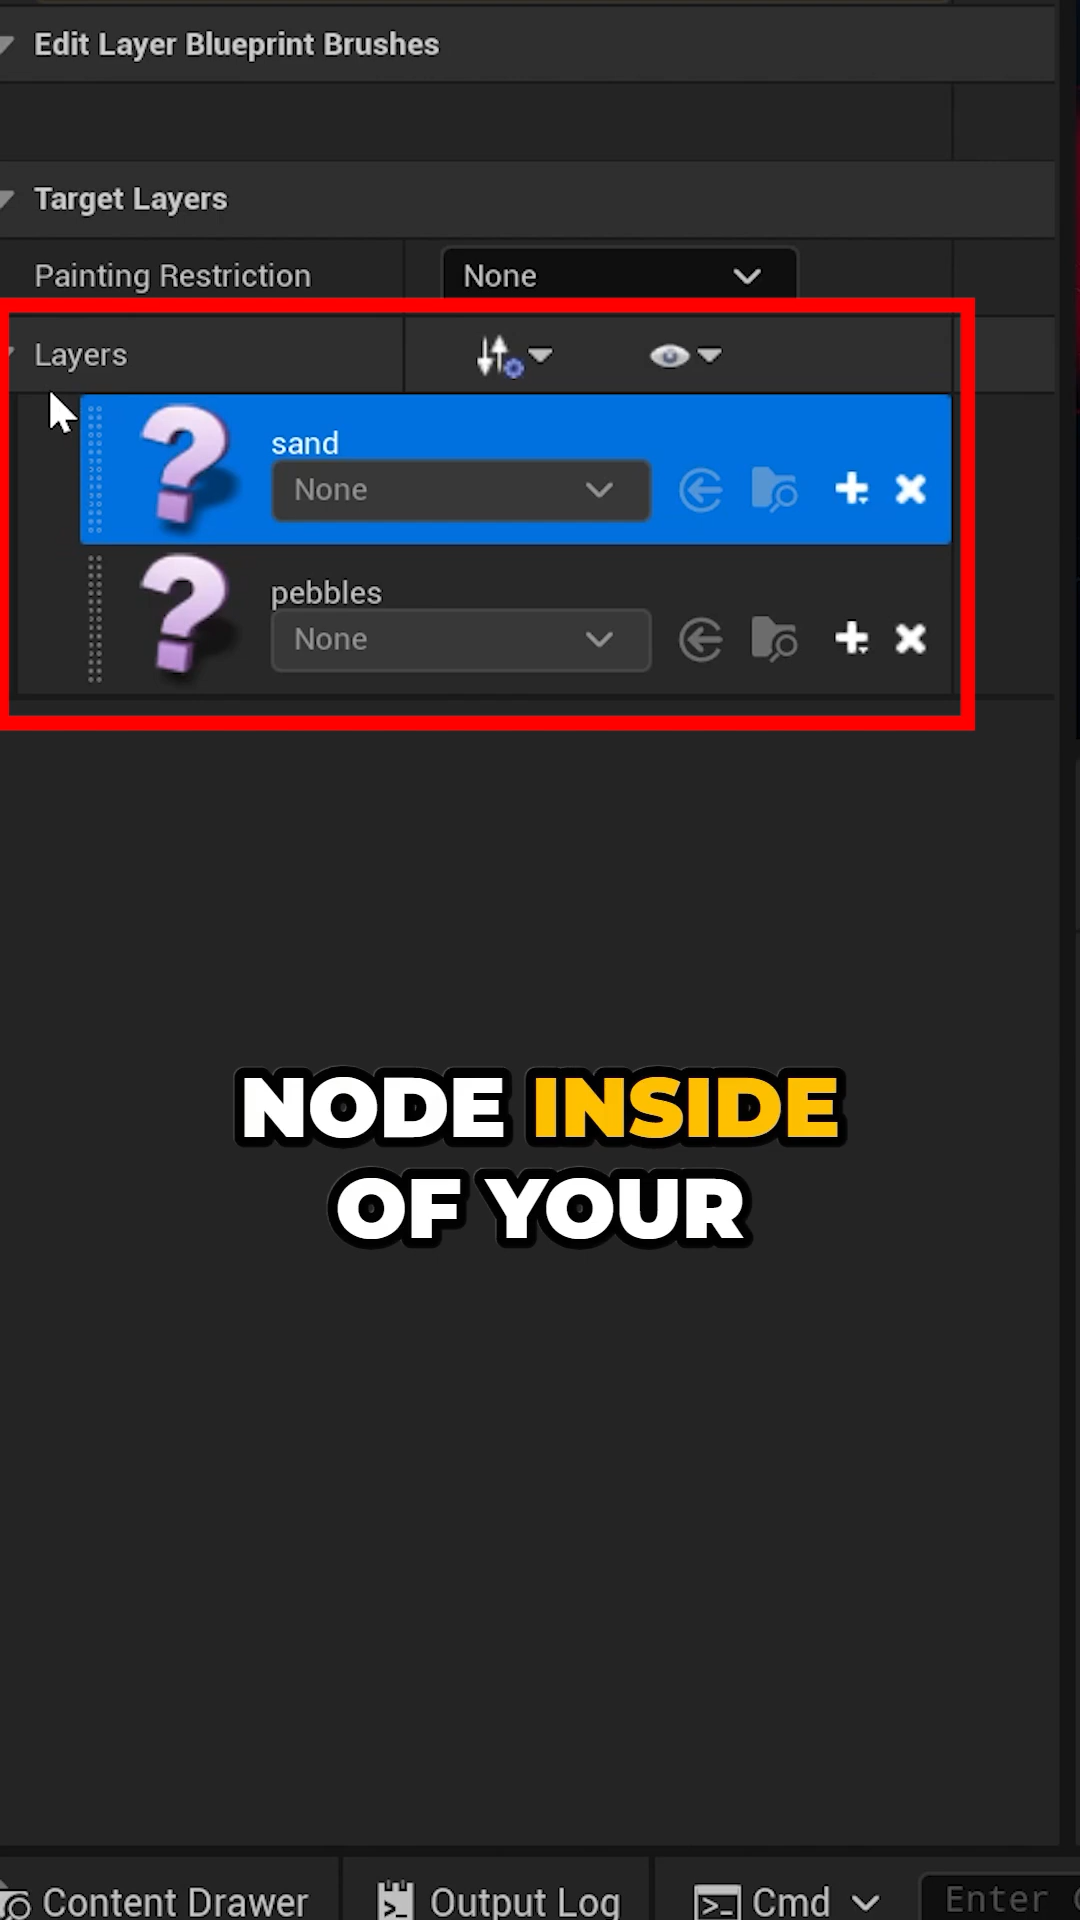 Edit Layer Blueprint Brushes
Target Layers
Painting Restriction
None
Layers
sand
None
pebbles
None
NODE INSIDE
OF YOUR
Content Drawer
Output Log
Cmd
Enter